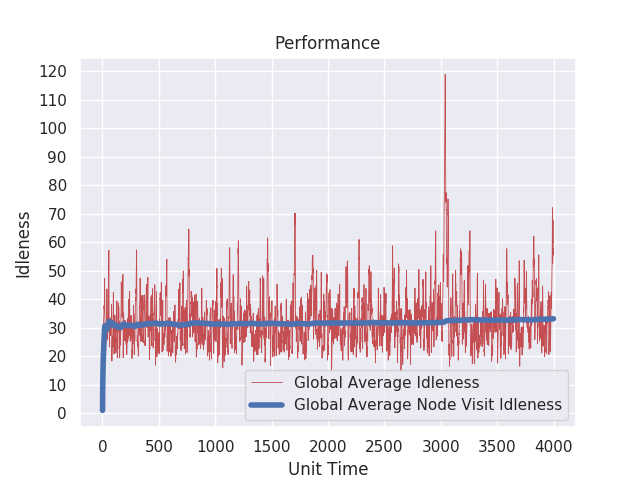 Performance
120
110
100
90
80
70
60
50
40
30
20
10
0
Idleness
Global Average Idleness
Global Average Node Visit Idleness
0 500 1000 1500 2000 2500 3000 3500 4000
Unit Time